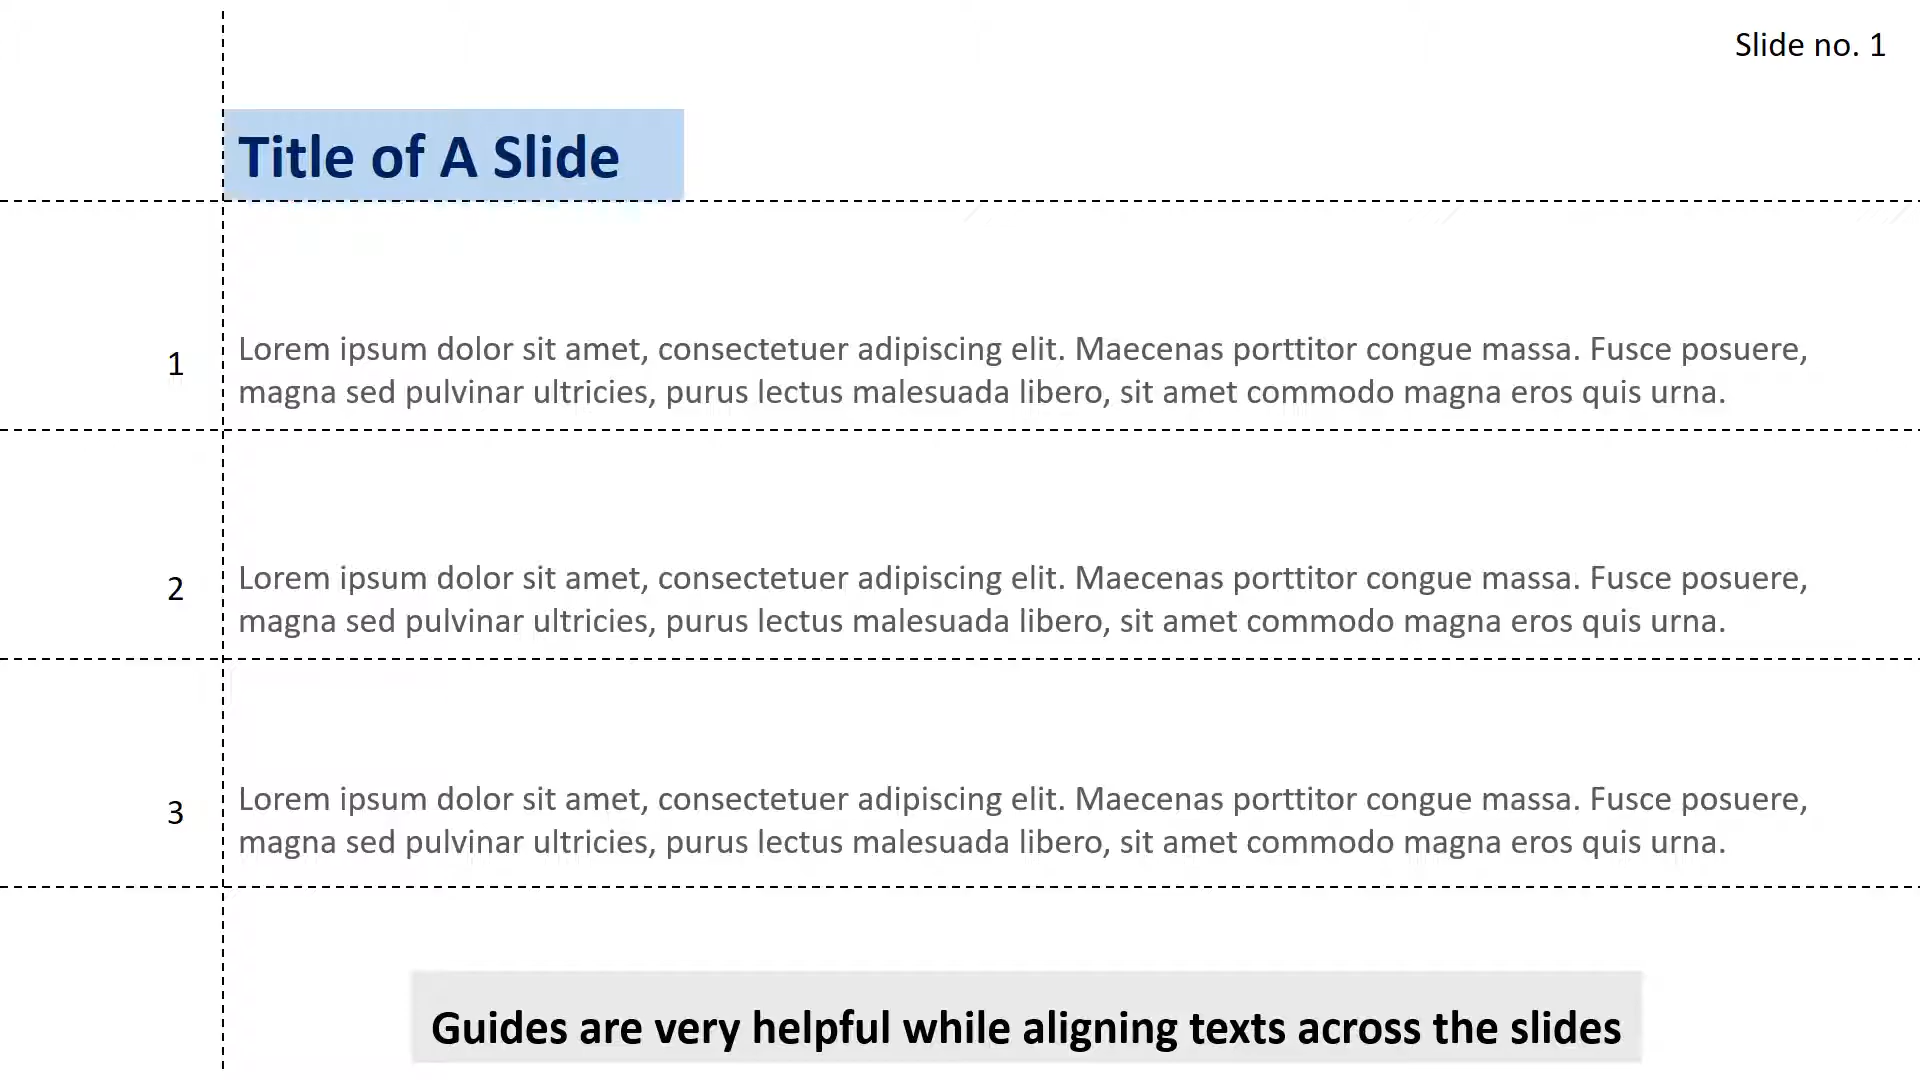 Slide no. 1
Title of A Slide
1
Lorem ipsum dolor sit amet, consectetuer adipiscing elit. Maecenas porttitor congue massa. Fusce posuere,
magna sed pulvinar ultricies, purus lectus malesuada libero, sit amet commodo magna eros quis urna.
2
Lorem ipsum dolor sit amet, consectetuer adipiscing elit. Maecenas porttitor congue massa. Fusce posuere,
magna sed pulvinar ultricies, purus lectus malesuada libero, sit amet commodo magna eros quis urna.
3
Lorem ipsum dolor sit amet, consectetuer adipiscing elit. Maecenas porttitor congue massa. Fusce posuere,
magna sed pulvinar ultricies, purus lectus malesuada libero, sit amet commodo magna eros quis urna.
Guides are very helpful while aligning texts across the slides